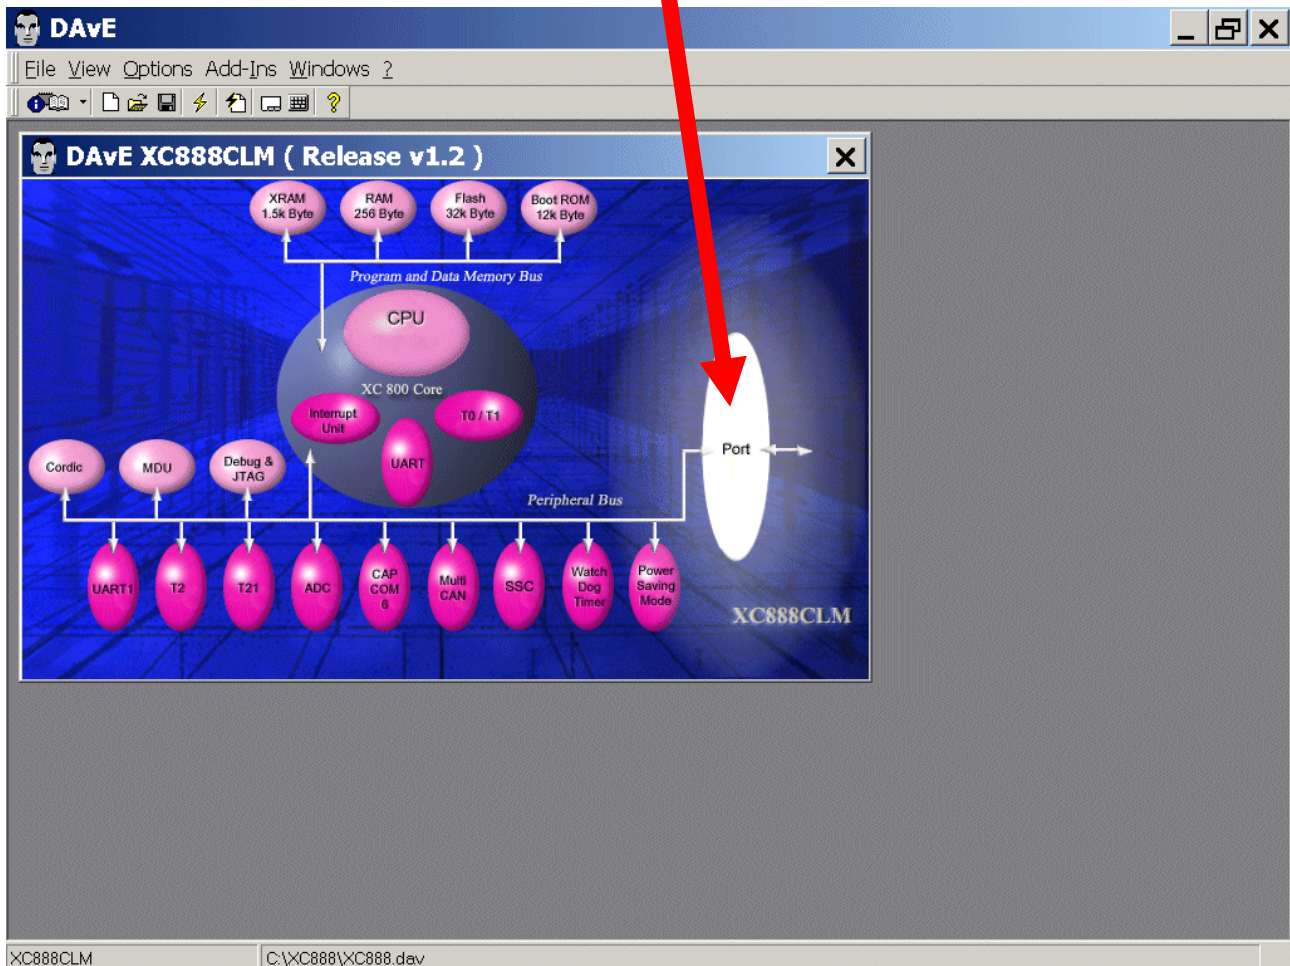 DAvE
File View Options Add-Ins Windows ?
DAvE XC888CLM ( Release v1.2 )
XRAM
1.5k Byte
RAM
256 Byte
Flash
32k Byte
Boot ROM
12k Byte
Program and Data Memory Bus
CPU
XC 800 Core
Interrupt
Unit
T0 / T1
UART
Cordic
MDU
Debug &
JTAG
Port
Peripheral Bus
UART1
T2
T21
ADC
CAP
COM
6
Multi
CAN
SSC
Watch
Dog
Timer
Power
Saving
Mode
XC888CLM
XC888CLM
C:\XC888\XC888.dav